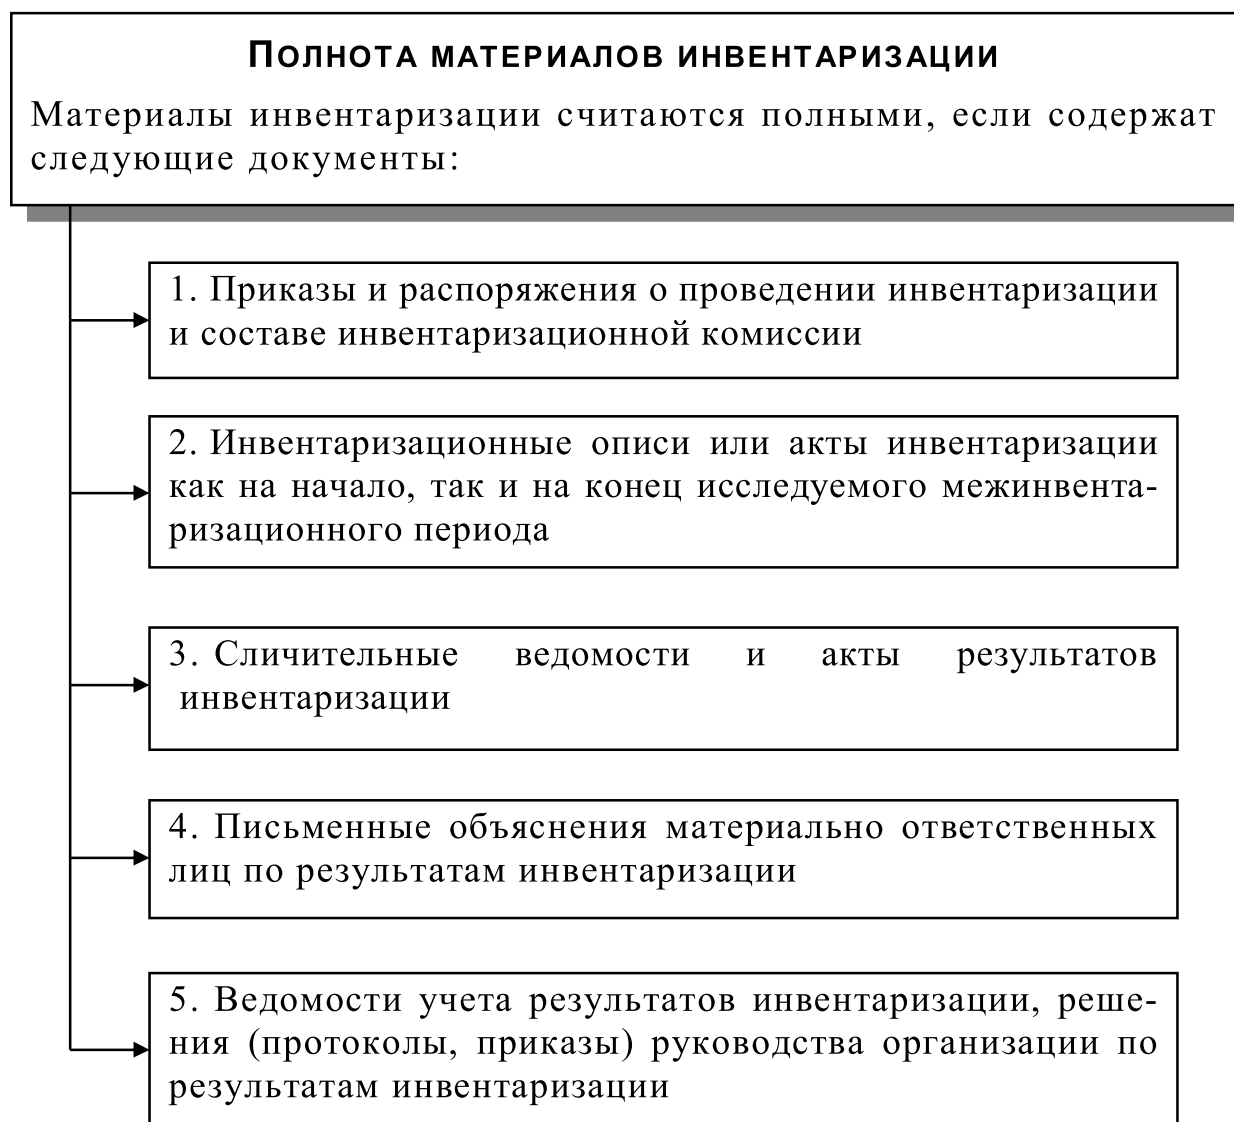 ПОЛНОТА МАТЕРИАЛОВ ИНВЕНТАРИЗАЦИИ
Материалы инвентаризации считаются полными, если содержат
следующие документы:
1. Приказы и распоряжения о проведении инвентаризации
и составе инвентаризационной комиссии
2. Инвентаризационные описи или акты инвентаризации
как на начало, так и на конец исследуемого межинвента-
ризационного периода
3. Сличительные ведомости и акты результатов
инвентаризации
4. Письменные объяснения материально ответственных
лиц по результатам инвентаризации
5. Ведомости учета результатов инвентаризации, реше-
ния (протоколы, приказы) руководства организации по
результатам инвентаризации